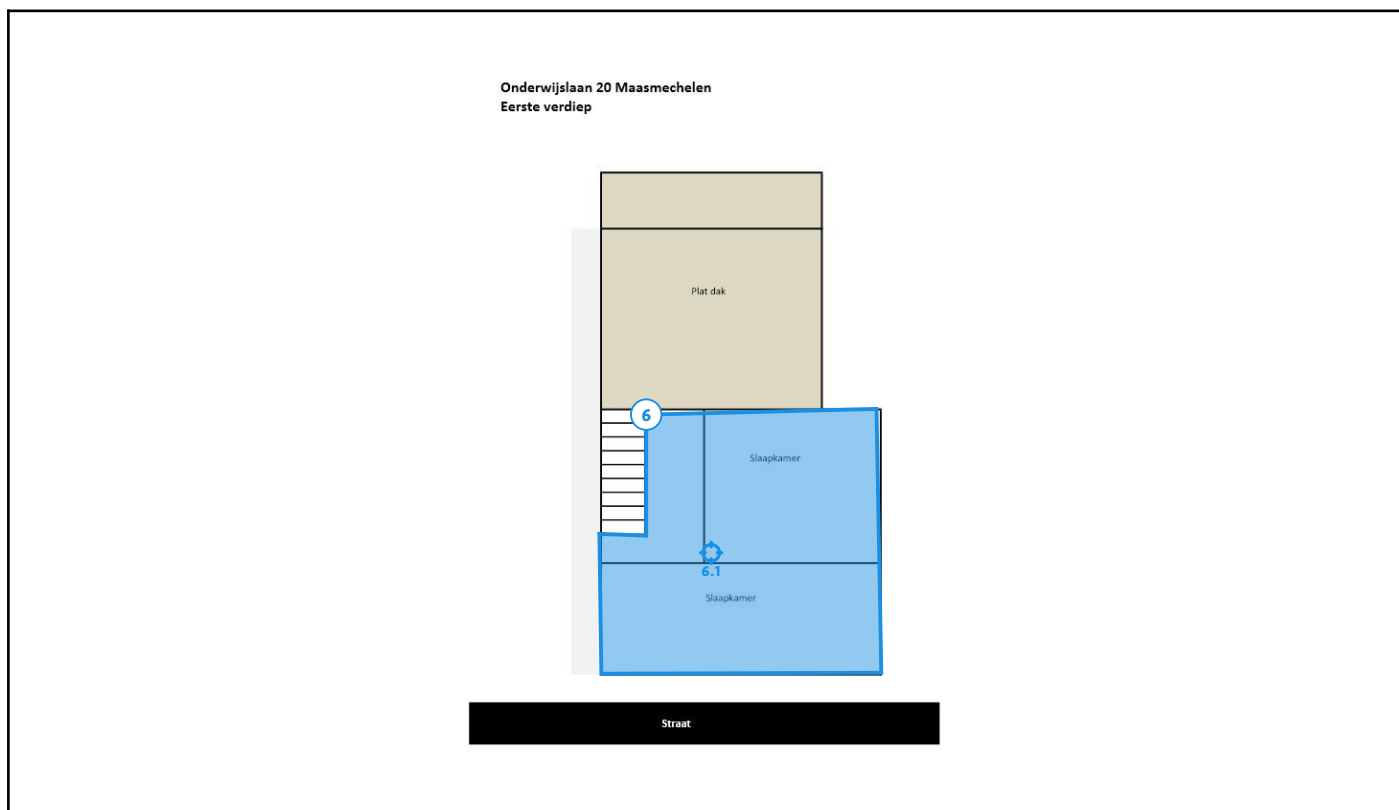 Onderwijslaan 20 Maasmechelen
Eerste verdiep
Plat dak
6
Slaapkamer
6.1
Slaapkamer
Straat